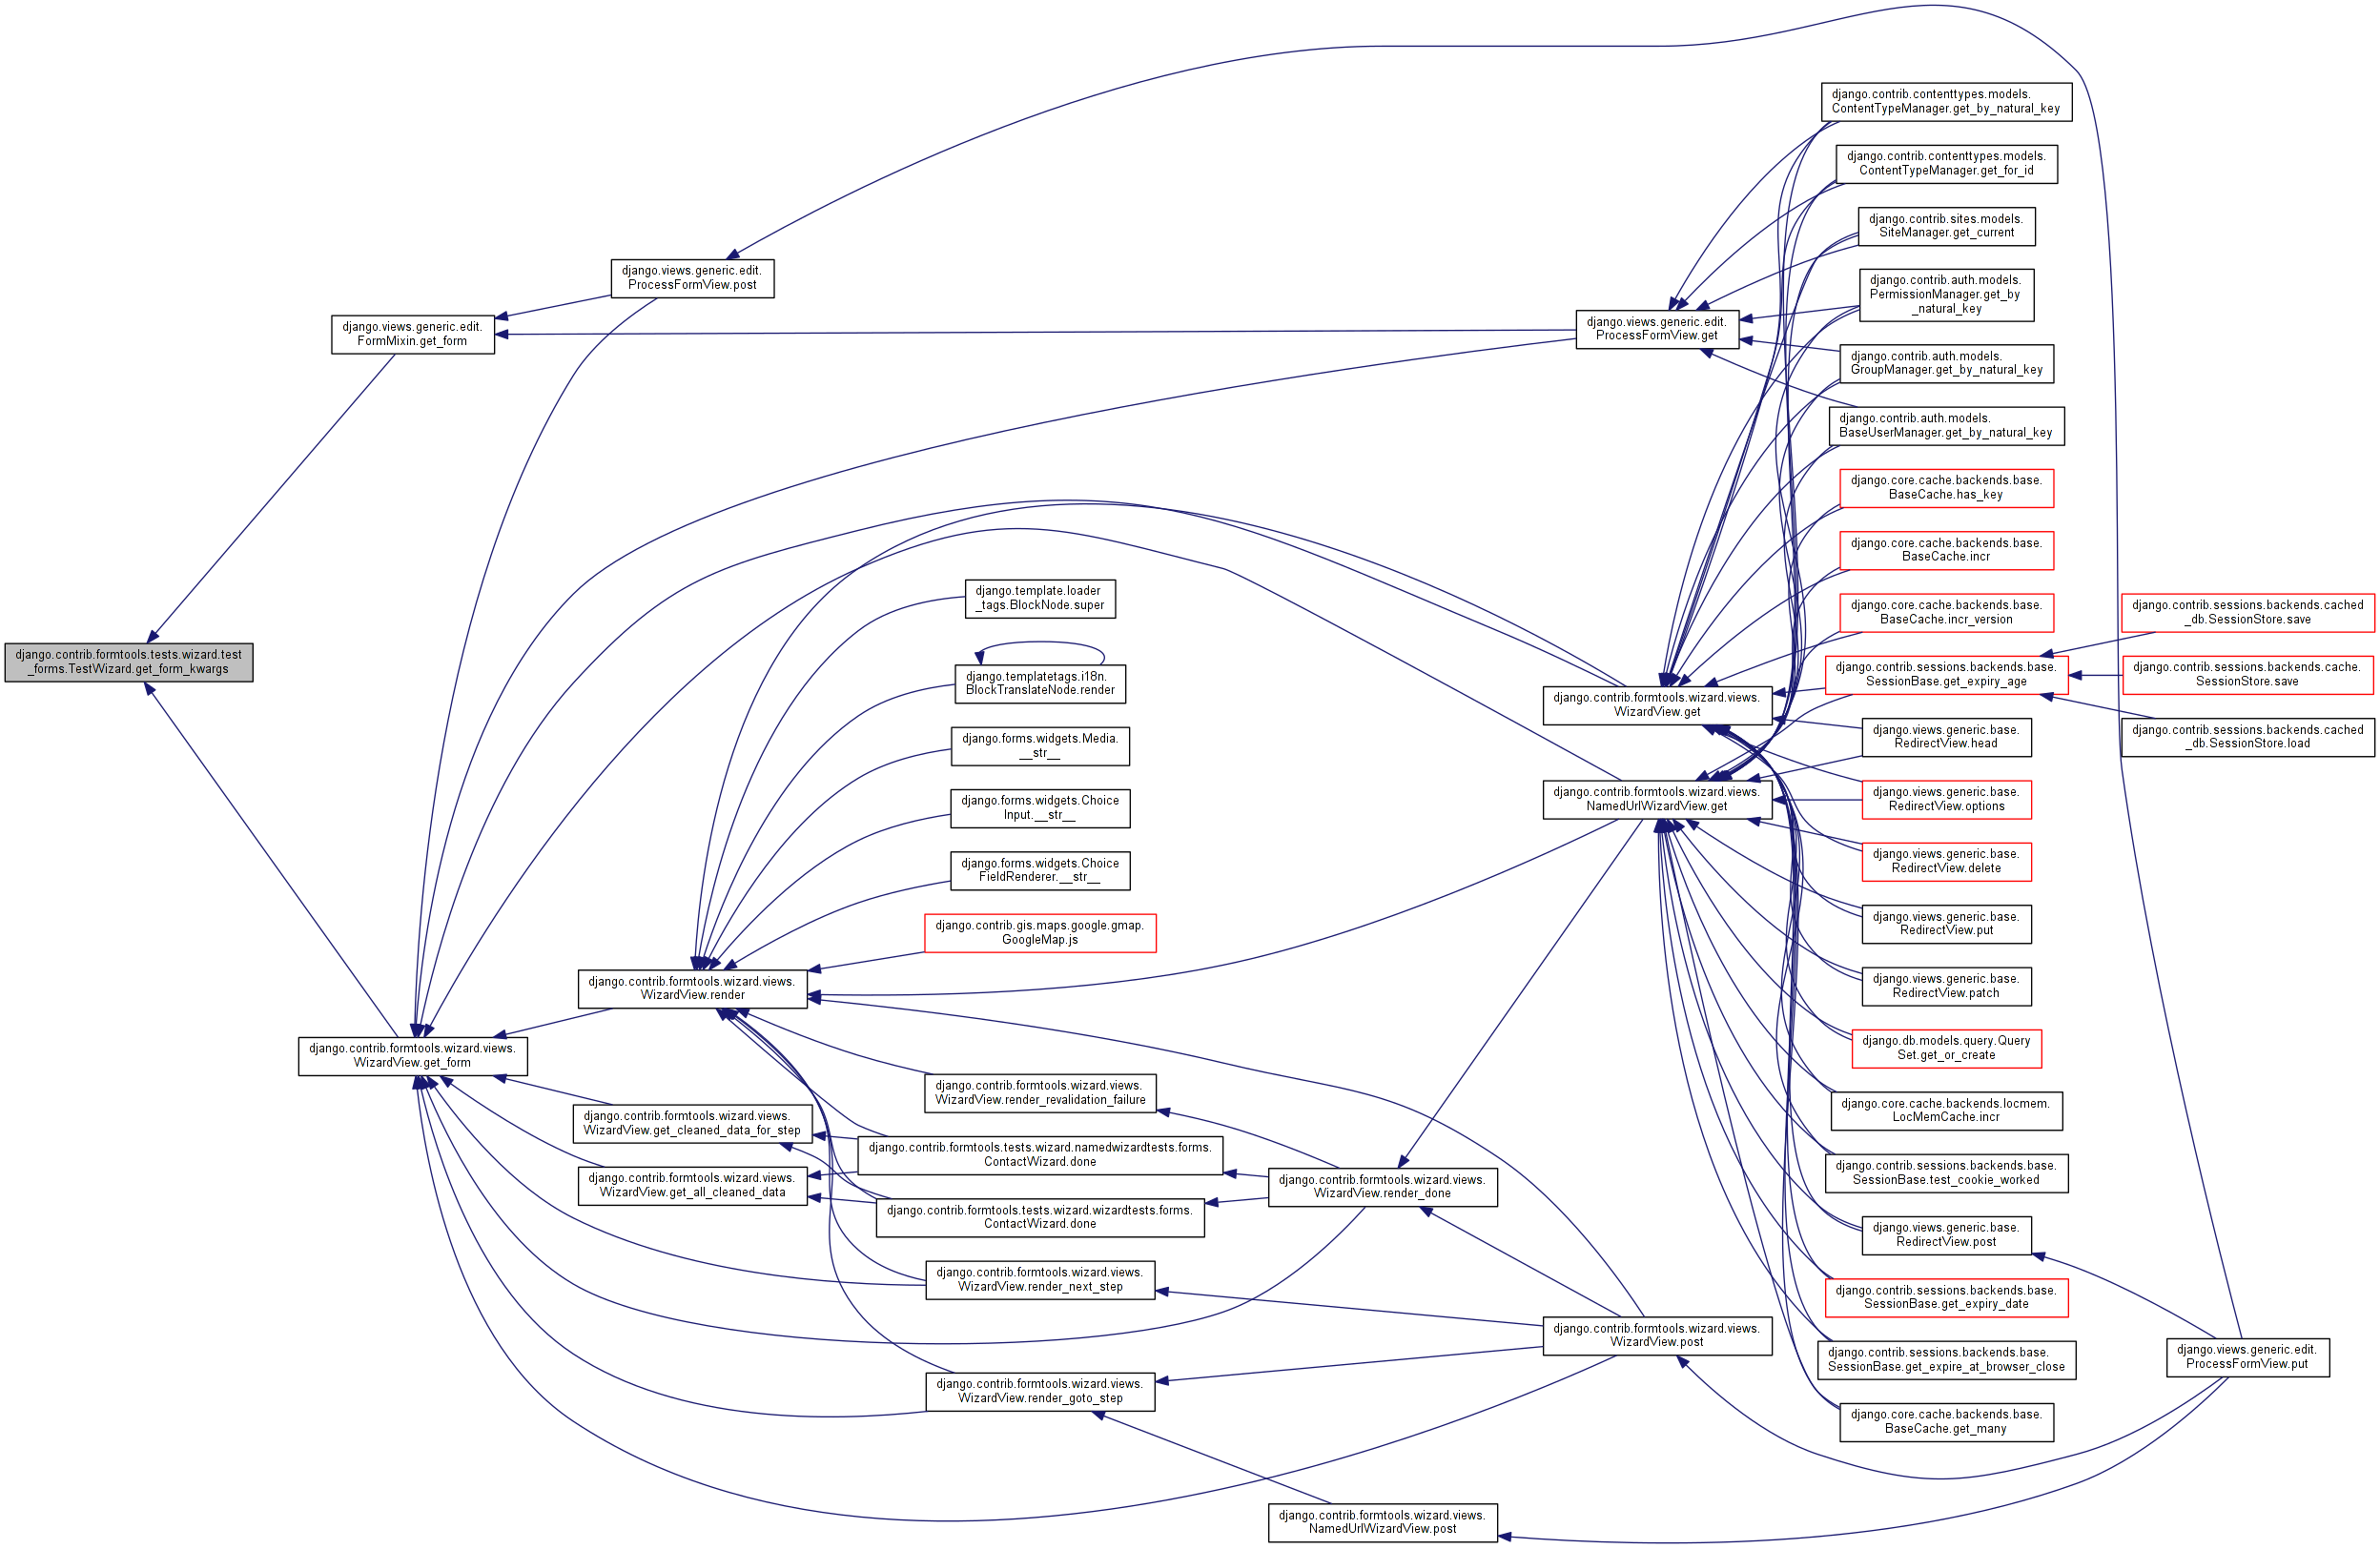 django.contrib.formtools.tests.wizard.test
_forms.TestWizard.get_form_kwargs
django.views.generic.edit.
FormMixin.get_form
django.contrib.formtools.wizard.views.
WizardView.get_form
django.views.generic.edit.
ProcessFormView.post
django.contrib.formtools.wizard.views.
WizardView.render
django.contrib.formtools.wizard.views.
WizardView.get_cleaned_data_for_step
django.contrib.formtools.wizard.views.
WizardView.get_all_cleaned_data
django.template.loader
_tags.BlockNode.super
django.templatetags.i18n.
BlockTranslateNode.render
django.forms.widgets.Media.
__str__
django.forms.widgets.Choice
Input.__str__
django.forms.widgets.Choice
FieldRenderer.__str__
django.contrib.gis.maps.google.gmap.
GoogleMap.js
django.contrib.formtools.wizard.views.
WizardView.render_revalidation_failure
django.contrib.formtools.tests.wizard.namedwizardtests.forms.
ContactWizard.done
django.contrib.formtools.tests.wizard.wizardtests.forms.
ContactWizard.done
django.contrib.formtools.wizard.views.
WizardView.render_next_step
django.contrib.formtools.wizard.views.
WizardView.render_goto_step
django.contrib.formtools.wizard.views.
WizardView.render_done
django.contrib.formtools.wizard.views.
NamedUrlWizardView.post
django.views.generic.edit.
ProcessFormView.get
django.contrib.formtools.wizard.views.
WizardView.get
django.contrib.formtools.wizard.views.
NamedUrlWizardView.get
django.contrib.formtools.wizard.views.
WizardView.post
django.contrib.contenttypes.models.
ContentTypeManager.get_by_natural_key
django.contrib.contenttypes.models.
ContentTypeManager.get_for_id
django.contrib.sites.models.
SiteManager.get_current
django.contrib.auth.models.
PermissionManager.get_by
_natural_key
django.contrib.auth.models.
GroupManager.get_by_natural_key
django.contrib.auth.models.
BaseUserManager.get_by_natural_key
django.core.cache.backends.base.
BaseCache.has_key
django.core.cache.backends.base.
BaseCache.incr
django.core.cache.backends.base.
BaseCache.incr_version
django.contrib.sessions.backends.base.
SessionBase.get_expiry_age
django.views.generic.base.
RedirectView.head
django.views.generic.base.
RedirectView.options
django.views.generic.base.
RedirectView.delete
django.views.generic.base.
RedirectView.put
django.views.generic.base.
RedirectView.patch
django.db.models.query.Query
Set.get_or_create
django.core.cache.backends.locmem.
LocMemCache.incr
django.contrib.sessions.backends.base.
SessionBase.test_cookie_worked
django.views.generic.base.
RedirectView.post
django.contrib.sessions.backends.base.
SessionBase.get_expiry_date
django.contrib.sessions.backends.base.
SessionBase.get_expire_at_browser_close
django.core.cache.backends.base.
BaseCache.get_many
django.contrib.sessions.backends.cached
_db.SessionStore.save
django.contrib.sessions.backends.cache.
SessionStore.save
django.contrib.sessions.backends.cached
_db.SessionStore.load
django.views.generic.edit.
ProcessFormView.put